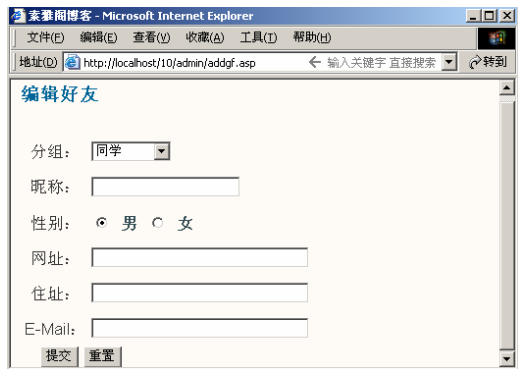 素雅阁博客 - Microsoft Internet Explorer
文件(F) 编辑(E) 查看(V) 收藏(A) 工具(T) 帮助(H)
地址(D) http://localhost/10/admin/addgf.asp ← 输入关键字 直接搜索 转到
编辑好友
分组： 同学
昵称：
性别： 男 女
网址：
住址：
E-Mail：
提交 重置